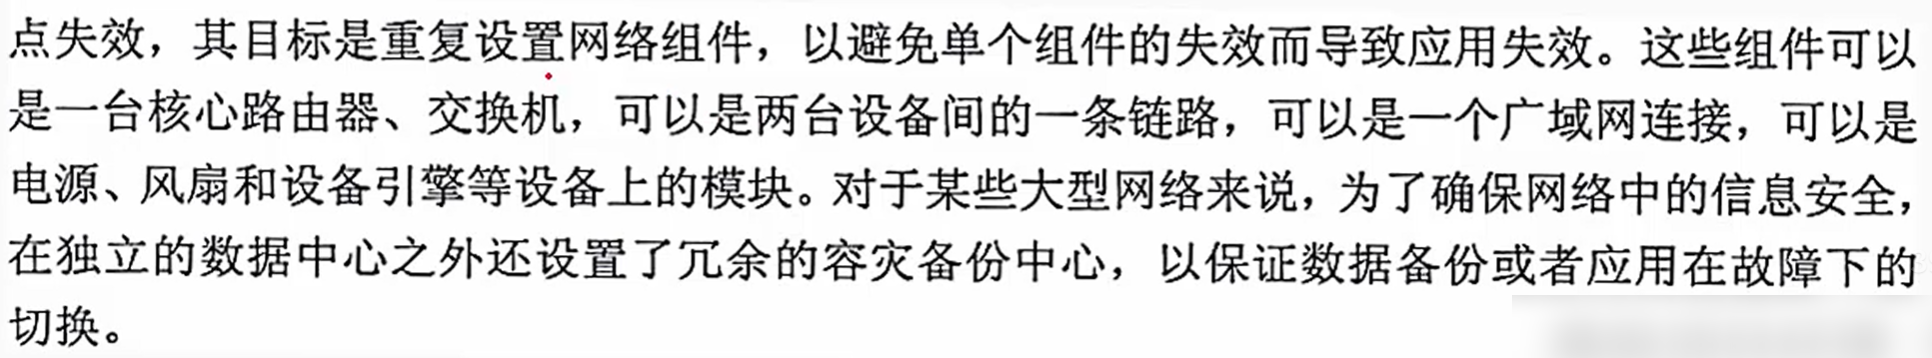 点失效，其目标是重复设置网络组件，以避免单个组件的失效而导致应用失效。这些组件可以
是一台核心路由器、交换机，可以是两台设备间的一条链路，可以是一个广域网连接，可以是
电源、风扇和设备引擎等设备上的模块。对于某些大型网络来说，为了确保网络中的信息安全，
在独立的数据中心之外还设置了冗余的容灾备份中心，以保证数据备份或者应用在故障下的
切换。